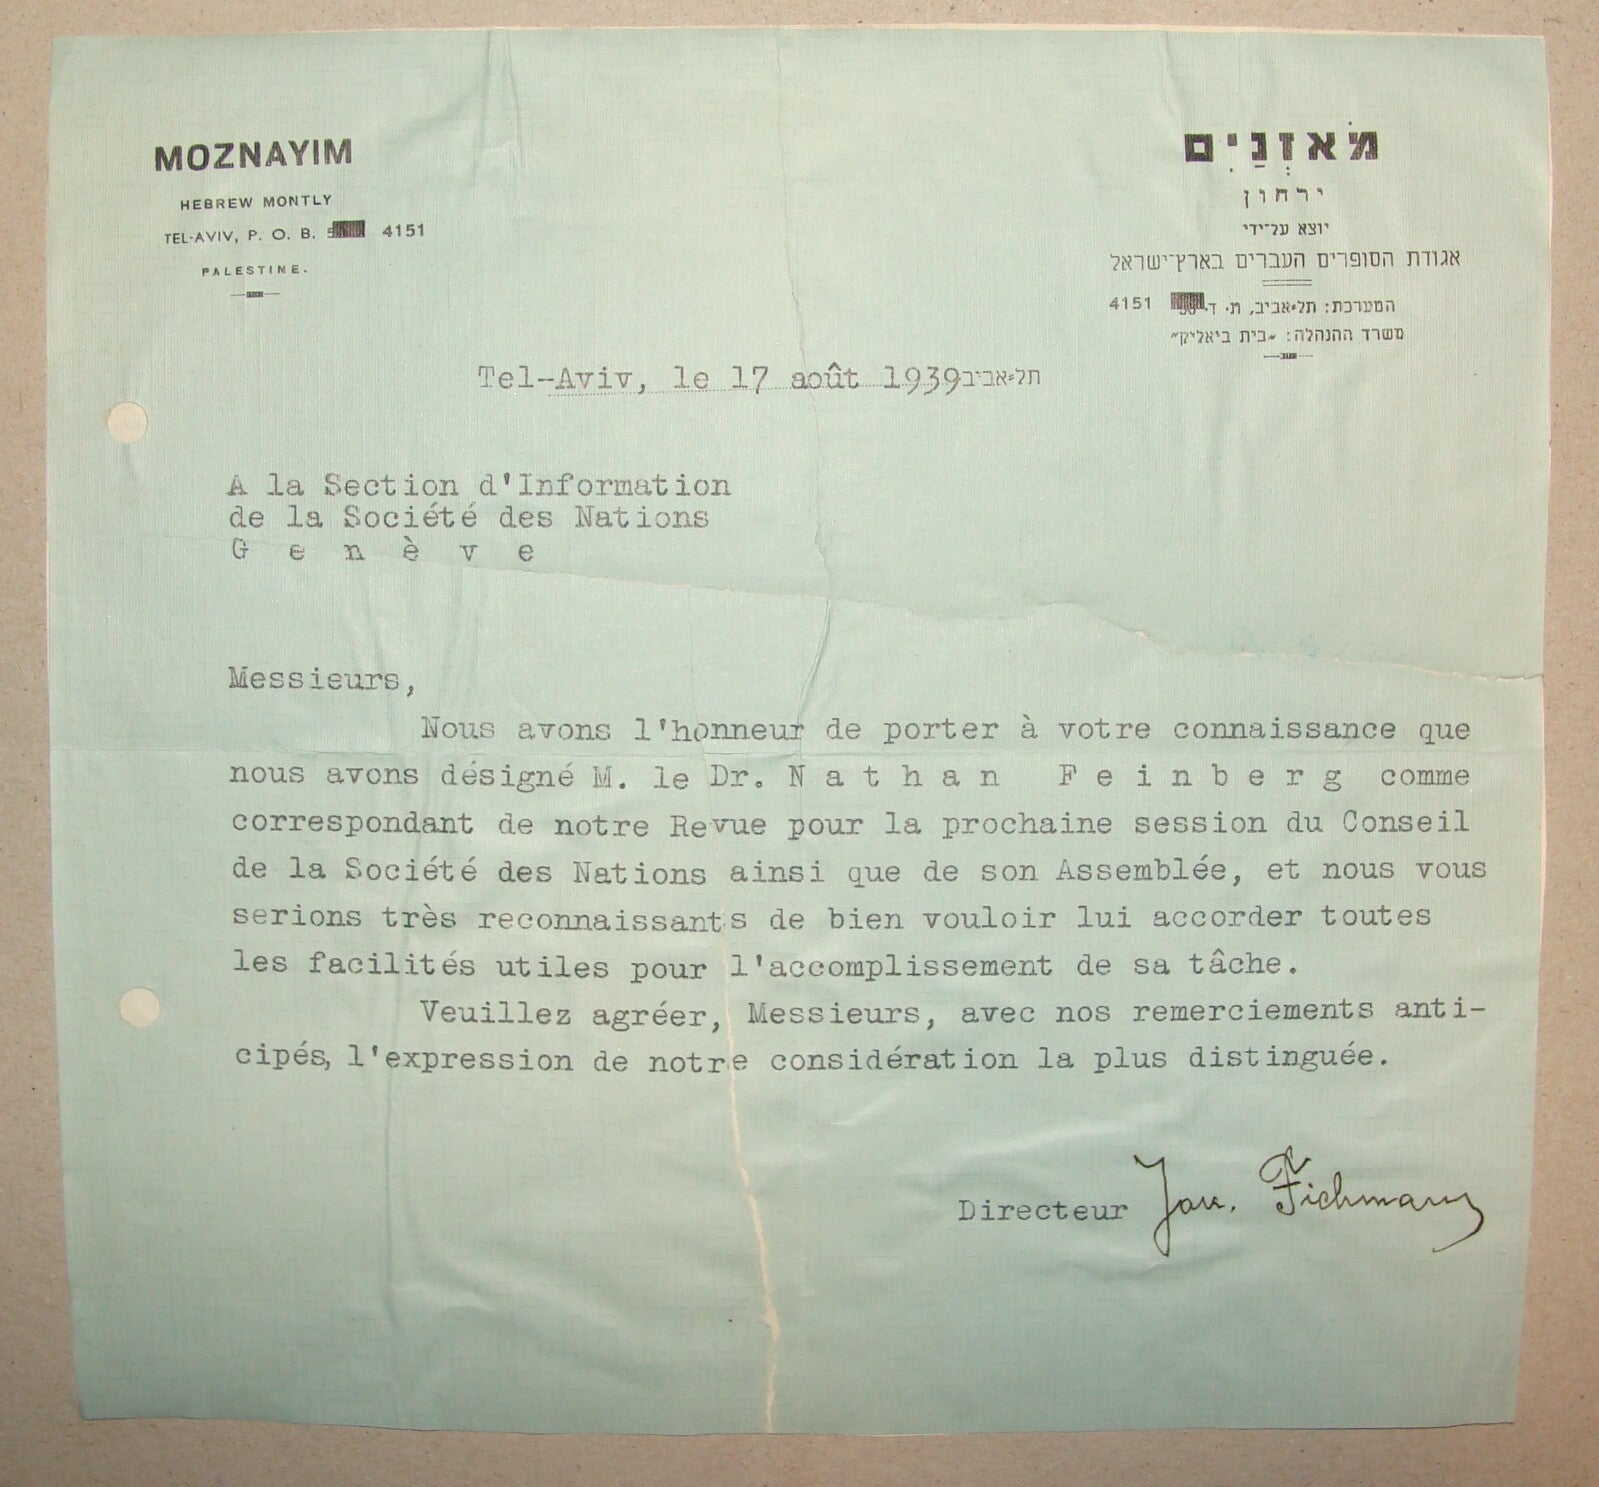 MOZNAYIM
HEBREW MONTLY
TEL-AVIV, P. O. B. 4151
PALESTINE.
מֹאזְנַיִם
ירחון
יוצא על־ידי
אגודת הסופרים העברים בארץ־ישראל
המערכת: תל־אביב, ת. ד. 4151
משרד ההנהלה: "בית ביאליק"
Tel-Aviv, le 17 août 1939 תל־אביב
A la Section d'Information
de la Société des Nations
G e n è v e
Messieurs,
Nous avons l'honneur de porter à votre connaissance que
nous avons désigné M. le Dr. N a t h a n F e i n b e r g comme
correspondant de notre Revue pour la prochaine session du Conseil
de la Société des Nations ainsi que de son Assemblée, et nous vous
serions très reconnaissants de bien vouloir lui accorder toutes
les facilités utiles pour l'accomplissement de sa tâche.
Veuillez agréer, Messieurs, avec nos remerciements anti-
cipés, l'expression de notre considération la plus distinguée.
Directeur Jac. Fichmann